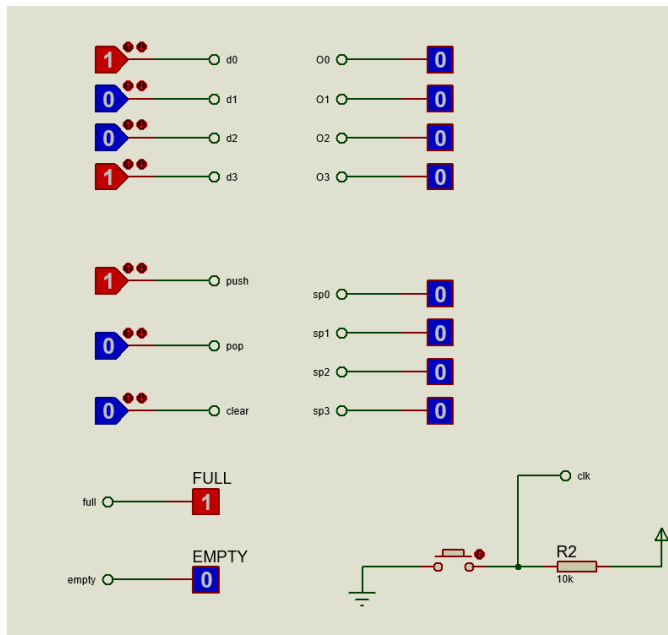 1 d0 O0 0
0 d1 O1 0
0 d2 O2 0
1 d3 O3 0
1 push
sp0 0
0 pop
sp1 0
sp2 0
0 clear
sp3 0
FULL
full 1
clk
EMPTY
empty 0
R2
10k